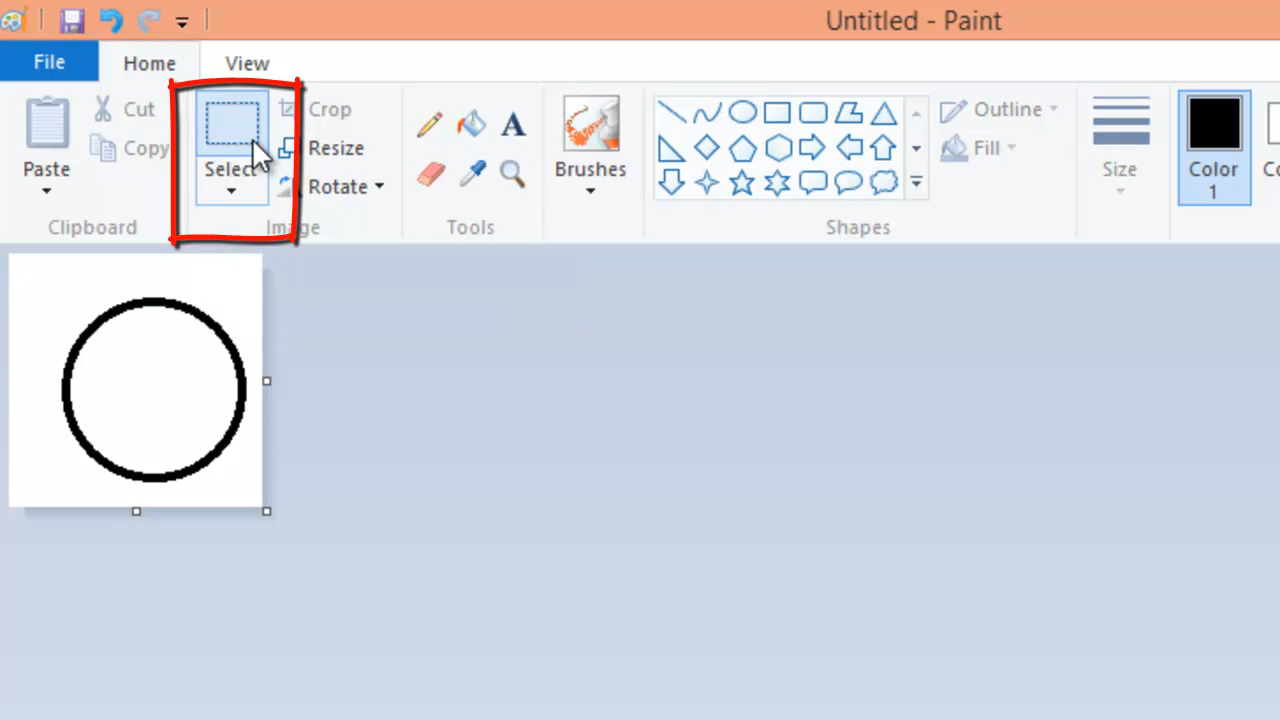 Untitled - Paint
File Home View
Paste
Cut
Copy
Clipboard
Select
Crop
Resize
Rotate
Image
A
Tools
Brushes
Outline
Fill
Shapes
Size
Color
1